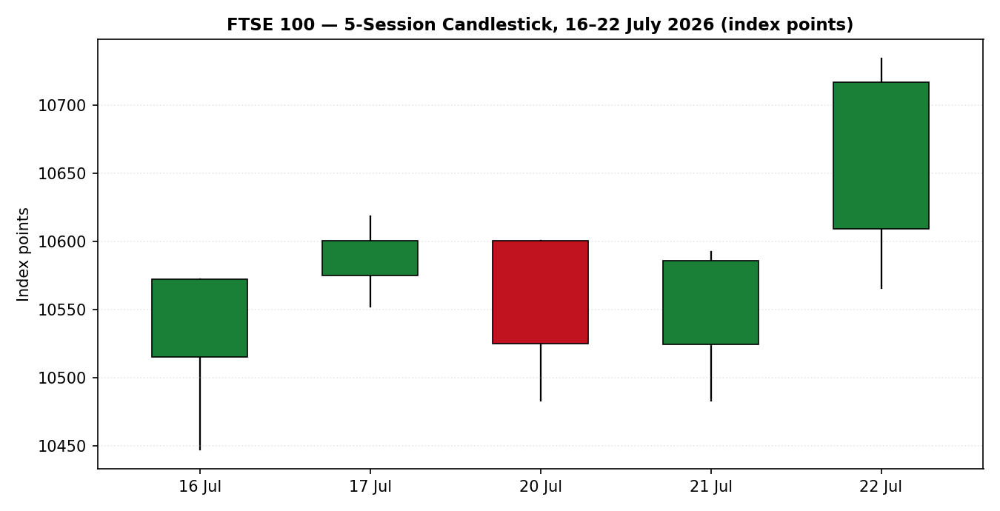 FTSE 100 — 5-Session Candlestick, 16–22 July 2026 (index points)
Index points
10700
10650
10600
10550
10500
10450
16 Jul
17 Jul
20 Jul
21 Jul
22 Jul